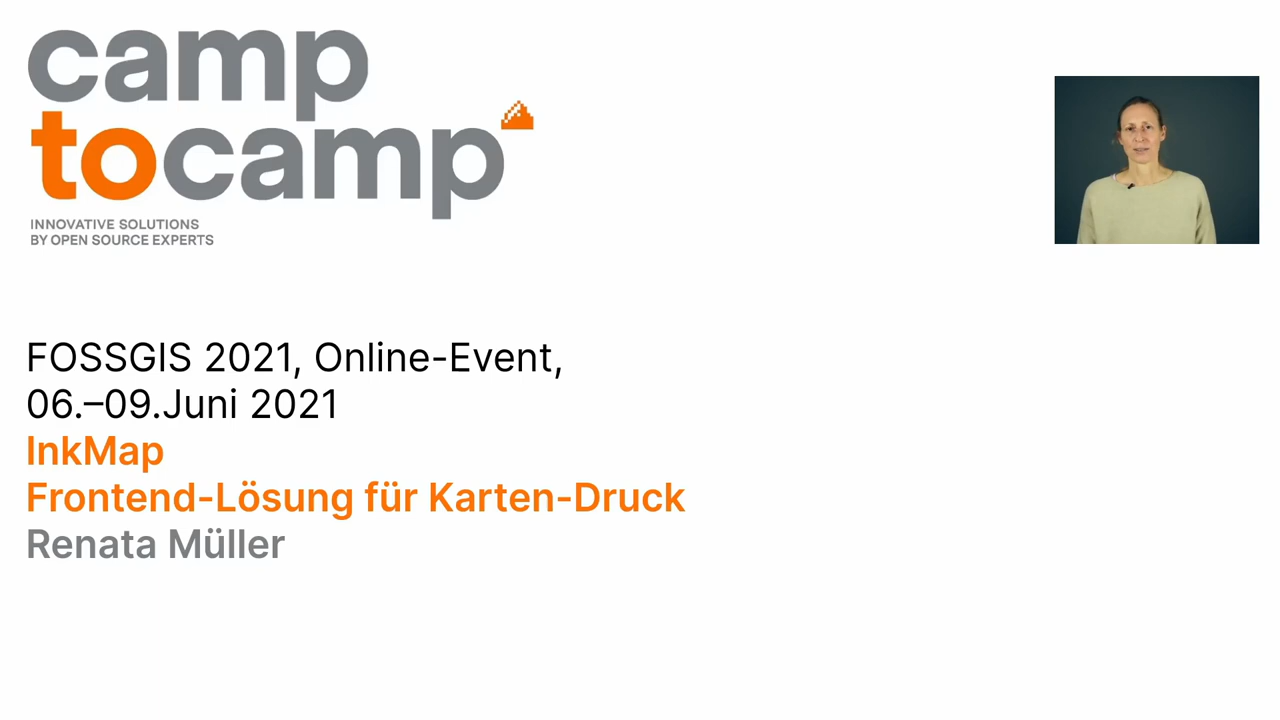 camp
tocamp
INNOVATIVE SOLUTIONS
BY OPEN SOURCE EXPERTS
FOSSGIS 2021, Online-Event,
06.–09.Juni 2021
InkMap
Frontend-Lösung für Karten-Druck
Renata Müller